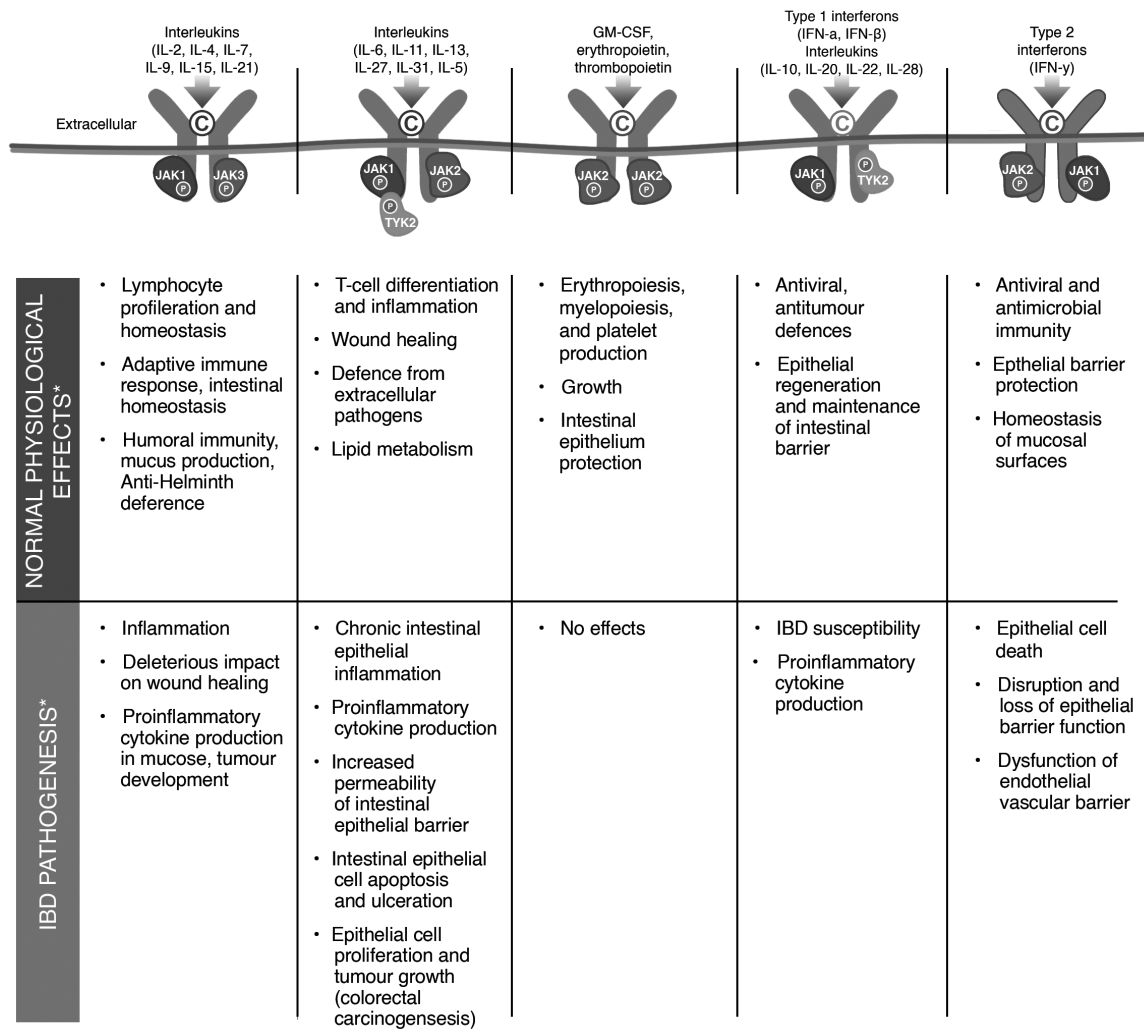 Interleukins
(IL-2, IL-4, IL-7,
IL-9, IL-15, IL-21)
Interleukins
(IL-6, IL-11, IL-13,
IL-27, IL-31, IL-5)
GM-CSF,
erythropoietin,
thrombopoietin
Type 1 interferons
(IFN-a, IFN-β)
Interleukins
(IL-10, IL-20, IL-22, IL-28)
Type 2
interferons
(IFN-y)
Extracellular
C
C
C
C
C
JAK1
P
JAK3
P
JAK1
P
JAK2
P
P
TYK2
JAK2
P
JAK2
P
JAK1
P
P
TYK2
JAK2
P
JAK1
P
NORMAL PHYSIOLOGICAL
EFFECTS*
• Lymphocyte
profileration and
homeostasis
• Adaptive immune
response, intestinal
homeostasis
• Humoral immunity,
mucus production,
Anti-Helminth
deference
• T-cell differentiation
and inflammation
• Wound healing
• Defence from
extracellular
pathogens
• Lipid metabolism
• Erythropoiesis,
myelopoiesis,
and platelet
production
• Growth
• Intestinal
epithelium
protection
• Antiviral,
antitumour
defences
• Epithelial
regeneration
and maintenance
of intestinal
barrier
• Antiviral and
antimicrobial
immunity
• Epthelial barrier
protection
• Homeostasis
of mucosal
surfaces
IBD PATHOGENESIS*
• Inflammation
• Deleterious impact
on wound healing
• Proinflammatory
cytokine production
in mucose, tumour
development
• Chronic intestinal
epithelial
inflammation
• Proinflammatory
cytokine production
• Increased
permeability
of intestinal
epithelial barrier
• Intestinal epithelial
cell apoptosis
and ulceration
• Epithelial cell
proliferation and
tumour growth
(colorectal
carcinogensesis)
• No effects
• IBD susceptibility
• Proinflammatory
cytokine
production
• Epithelial cell
death
• Disruption and
loss of epithelial
barrier function
• Dysfunction of
endothelial
vascular barrier